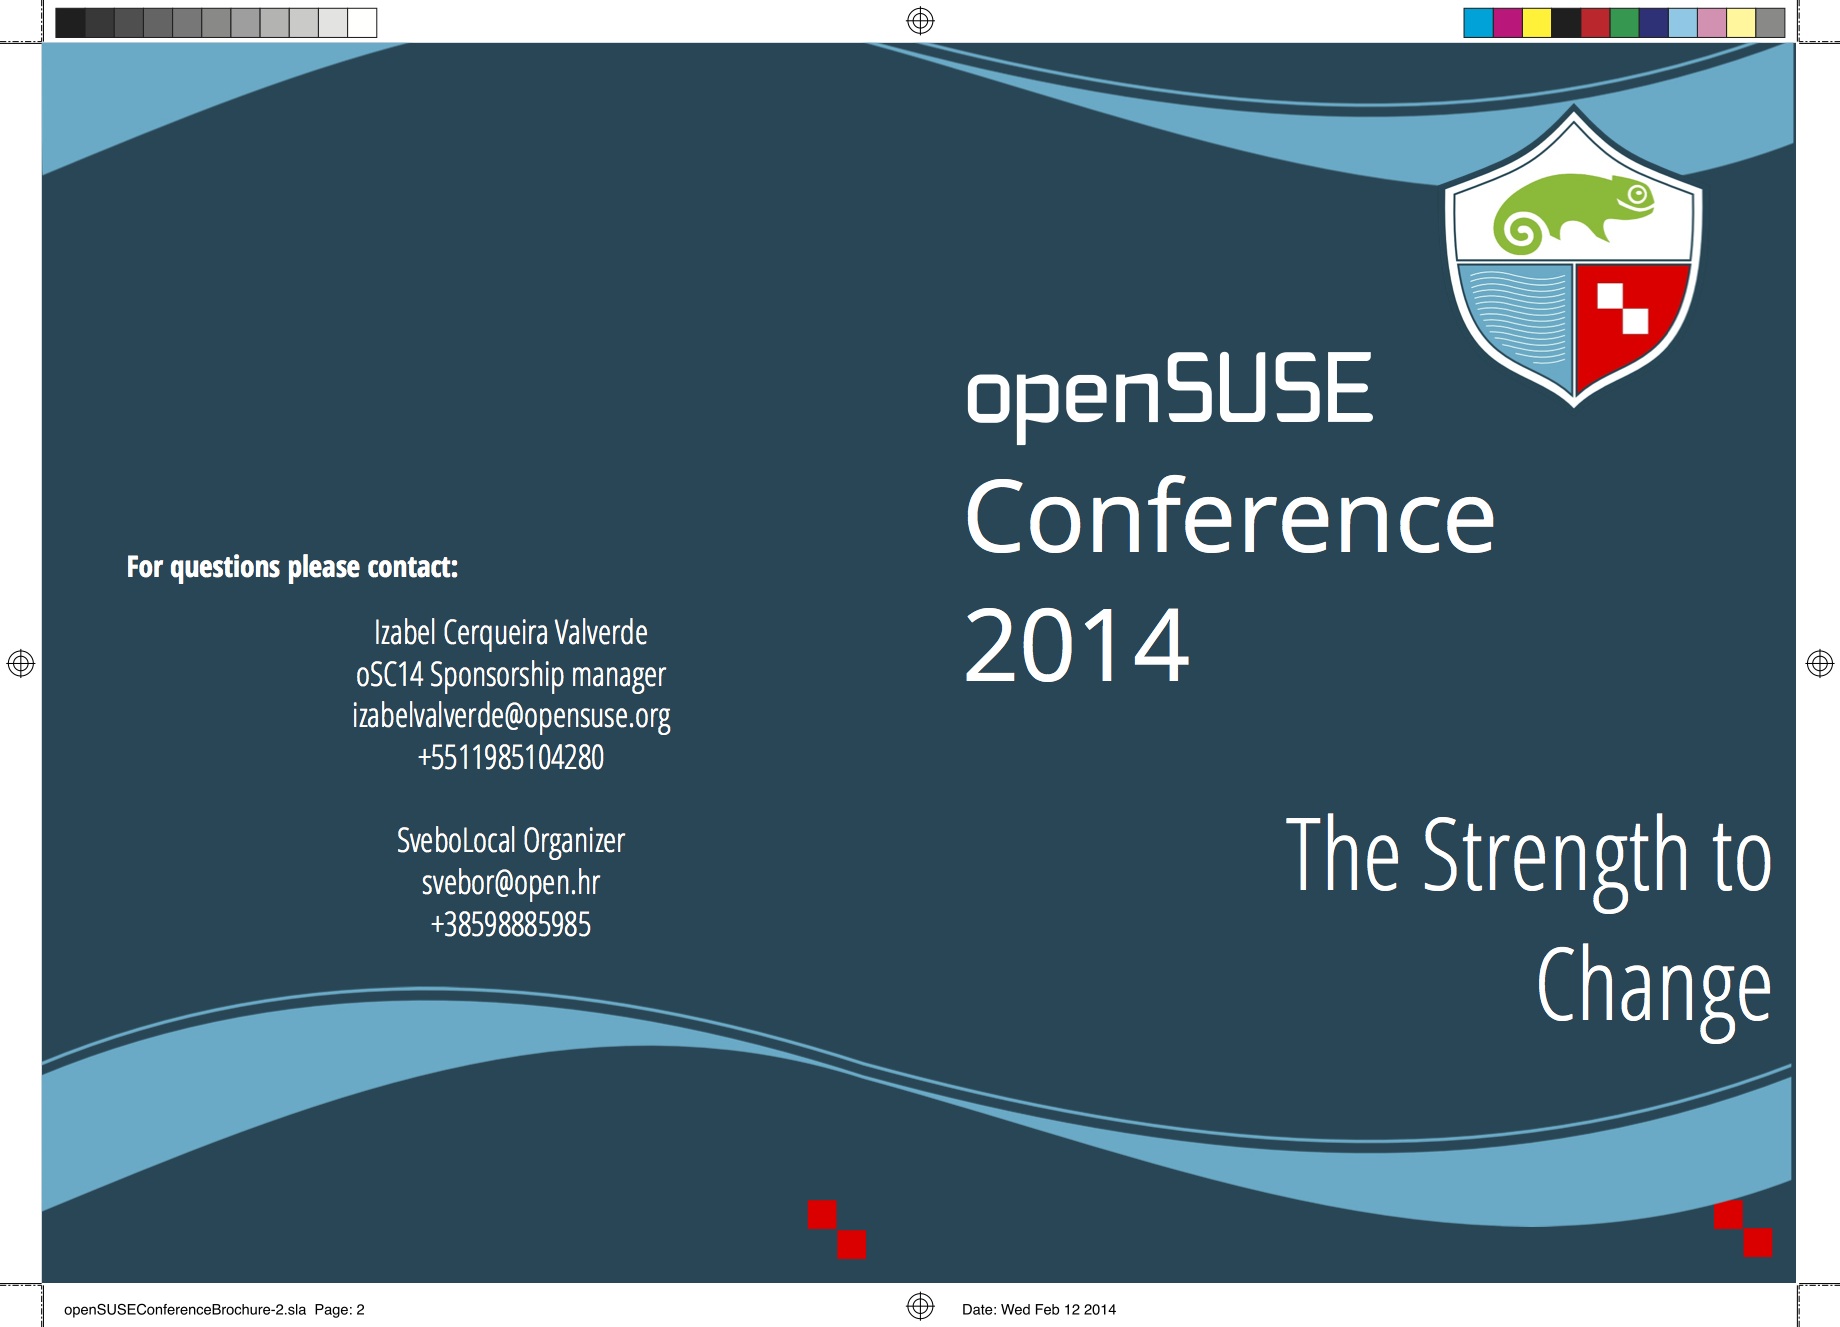 For questions please contact:
Izabel Cerqueira Valverde
oSC14 Sponsorship manager
izabelvalverde@opensuse.org
+5511985104280
SveboLocal Organizer
svebor@open.hr
+38598885985
openSUSE
Conference
2014
The Strength to
Change
openSUSEConferenceBrochure-2.sla Page: 2
Date: Wed Feb 12 2014